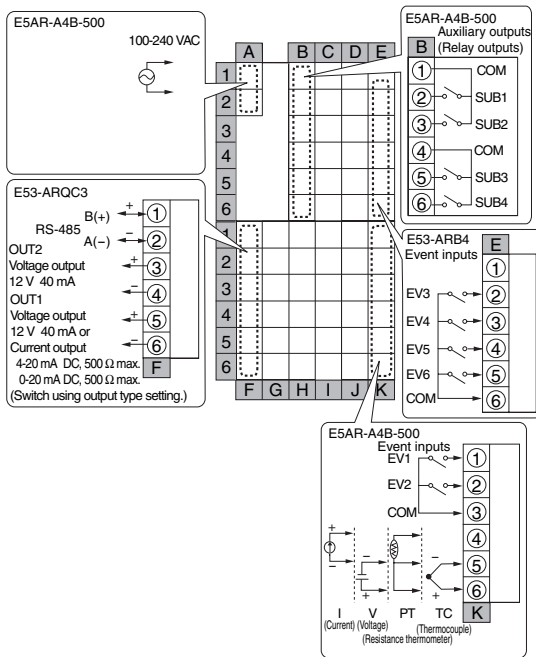 E5AR-A4B-500
100-240 VAC
A B C D E
1
2
3
4
5
6
1
2
3
4
5
6
F G H I J K
E5AR-A4B-500
Auxiliary outputs
(Relay outputs)
B
1 COM
2 SUB1
3 SUB2
4 COM
5 SUB3
6 SUB4
E53-ARQC3
RS-485
B(+) + 1
A(−) − 2
OUT2
Voltage output
12 V 40 mA
+ 3
− 4
OUT1
Voltage output
12 V 40 mA or
Current output
4-20 mA DC, 500 Ω max.
0-20 mA DC, 500 Ω max.
(Switch using output type setting.)
+ 5
− 6
F
E53-ARB4
Event inputs
E
1
EV3 2
EV4 3
EV5 4
EV6 5
COM 6
E5AR-A4B-500
Event inputs
EV1 1
EV2 2
COM 3
4
5
6
K
+ −
− +
− +
I V PT TC
(Current) (Voltage)
(Resistance thermometer)
(Thermocouple)